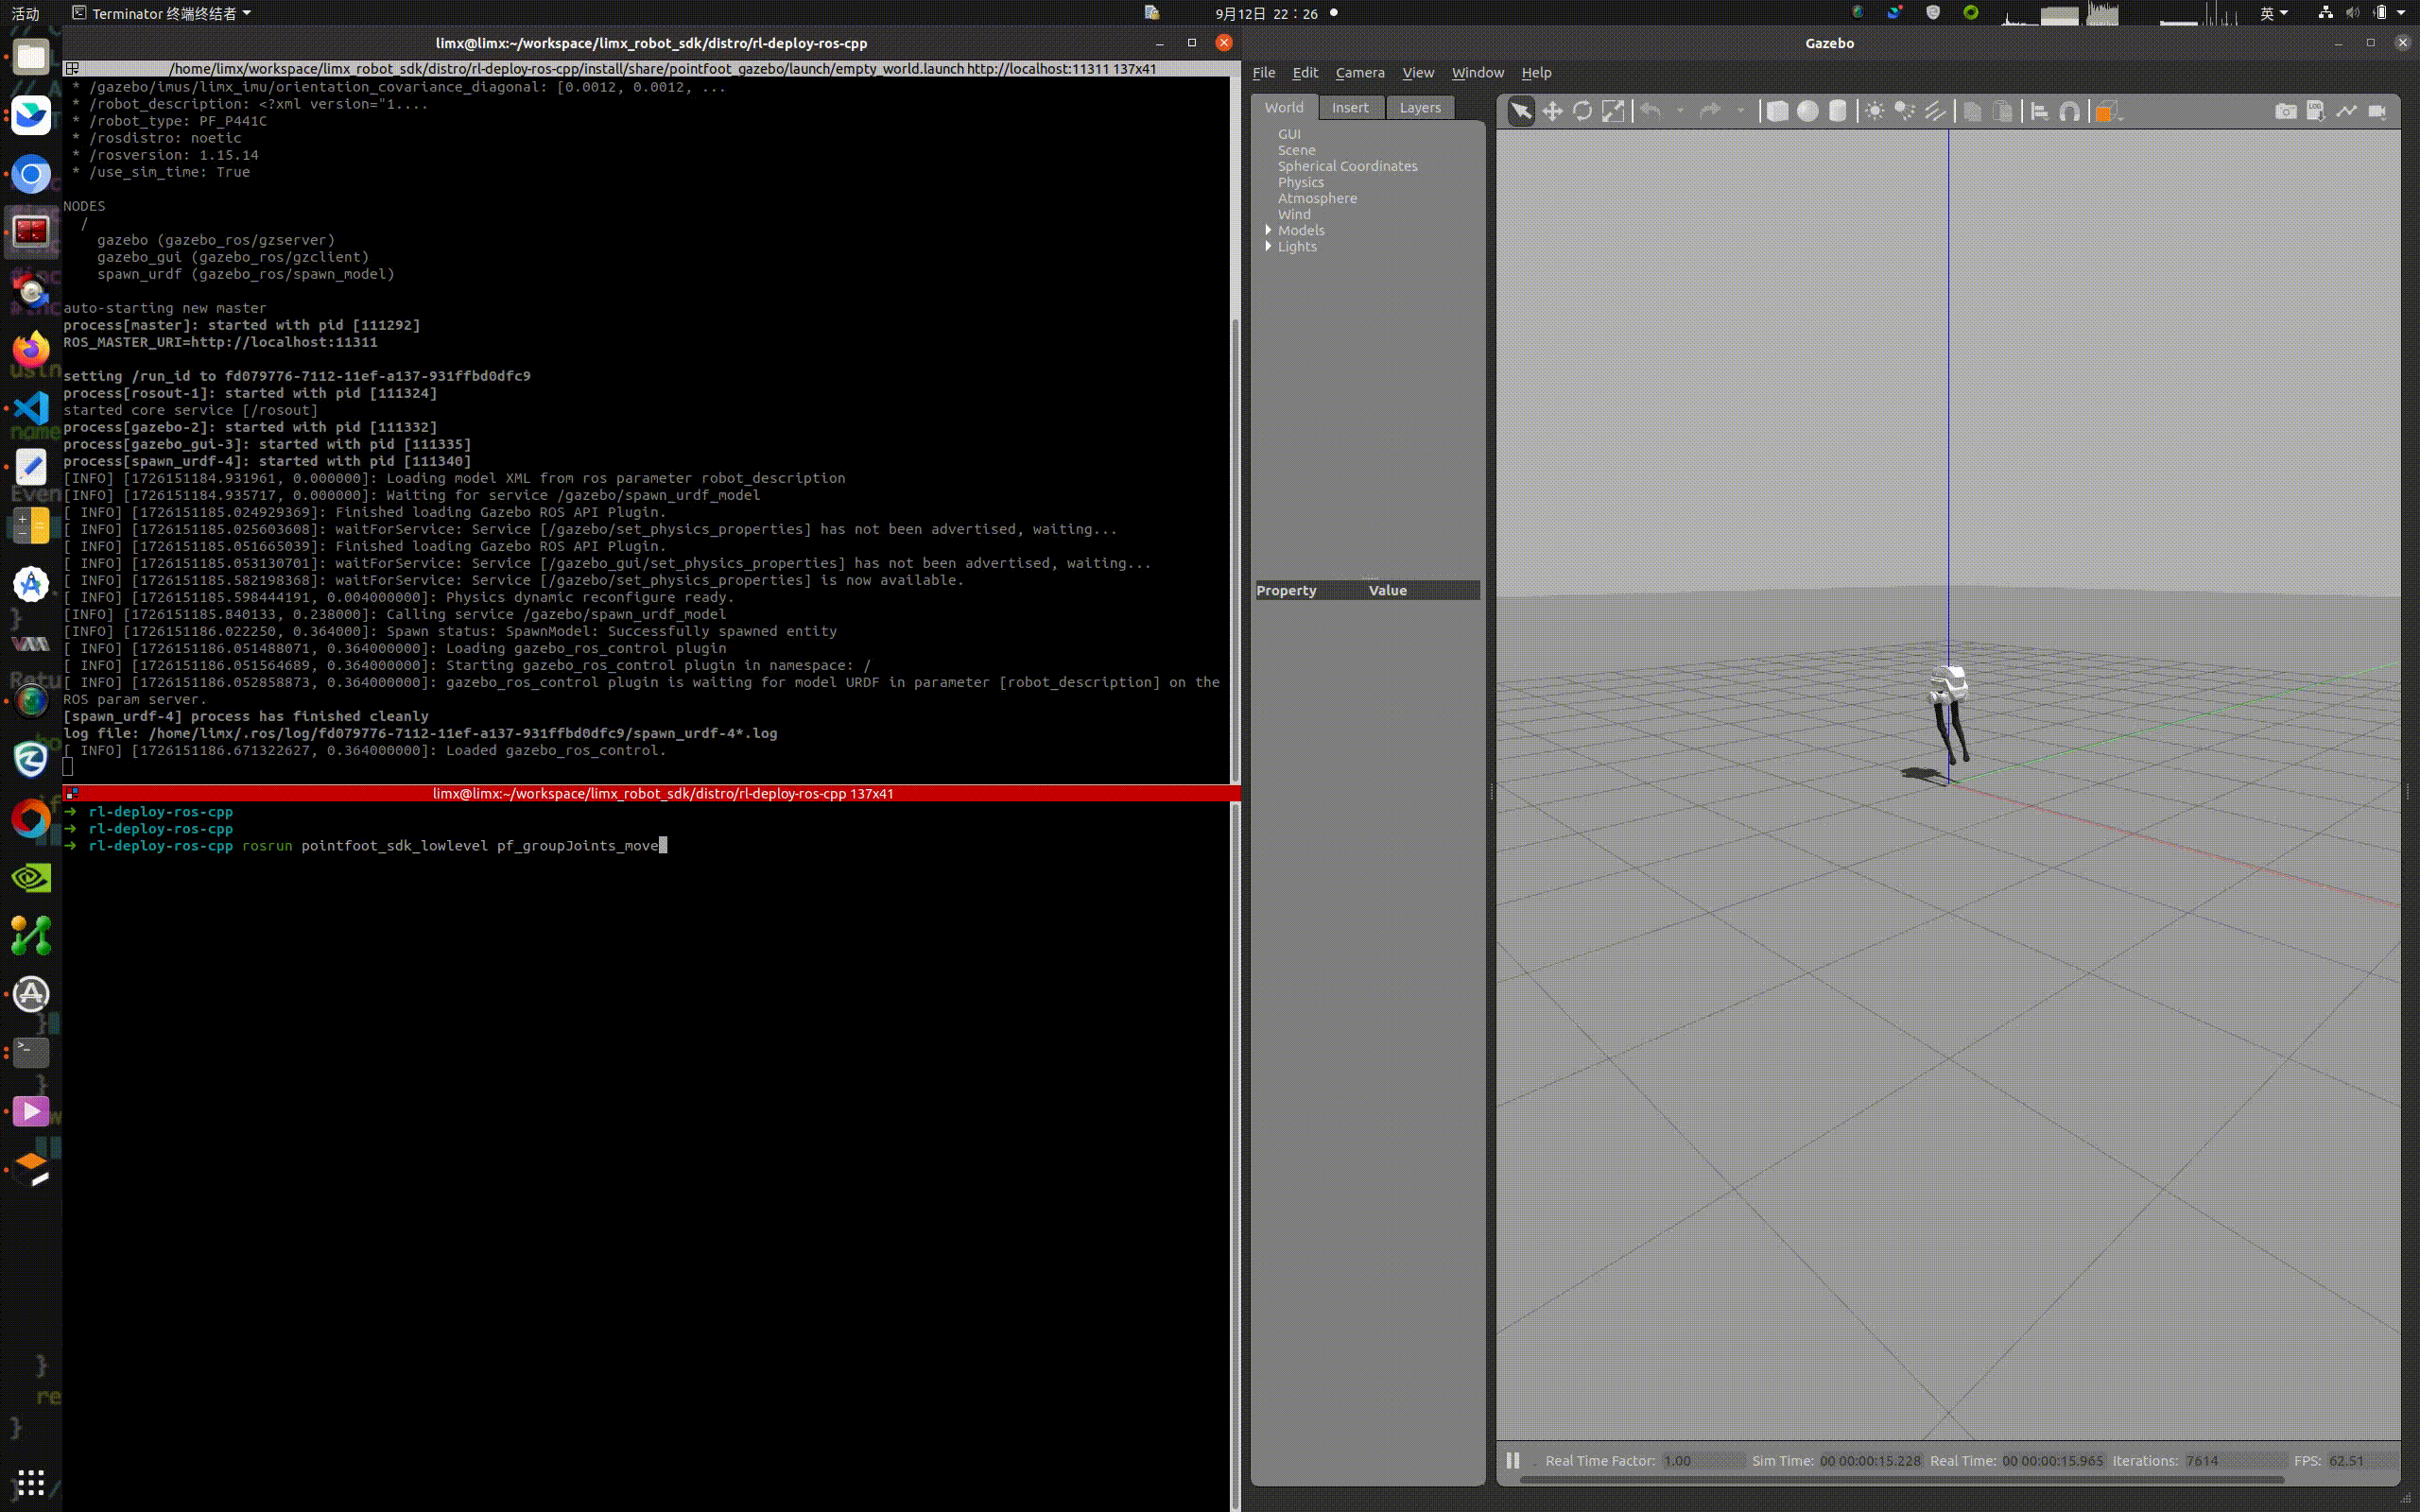 活动
Terminator 终端终结者
9月12日 22：26
英
limx@limx:~/workspace/limx_robot_sdk/distro/rl-deploy-ros-cpp
/home/limx/workspace/limx_robot_sdk/distro/rl-deploy-ros-cpp/install/share/pointfoot_gazebo/launch/empty_world.launch http://localhost:11311 137x41
* /gazebo/imus/limx_imu/orientation_covariance_diagonal: [0.0012, 0.0012, ...
* /robot_description: <?xml version="1....
* /robot_type: PF_P441C
* /rosdistro: noetic
* /rosversion: 1.15.14
* /use_sim_time: True
NODES
/
gazebo (gazebo_ros/gzserver)
gazebo_gui (gazebo_ros/gzclient)
spawn_urdf (gazebo_ros/spawn_model)
auto-starting new master
process[master]: started with pid [111292]
ROS_MASTER_URI=http://localhost:11311
setting /run_id to fd079776-7112-11ef-a137-931ffbd0dfc9
process[rosout-1]: started with pid [111324]
started core service [/rosout]
process[gazebo-2]: started with pid [111332]
process[gazebo_gui-3]: started with pid [111335]
process[spawn_urdf-4]: started with pid [111340]
[INFO] [1726151184.931961, 0.000000]: Loading model XML from ros parameter robot_description
[INFO] [1726151184.935717, 0.000000]: Waiting for service /gazebo/spawn_urdf_model
[ INFO] [1726151185.024929369]: Finished loading Gazebo ROS API Plugin.
[ INFO] [1726151185.025603608]: waitForService: Service [/gazebo/set_physics_properties] has not been advertised, waiting...
[ INFO] [1726151185.051665039]: Finished loading Gazebo ROS API Plugin.
[ INFO] [1726151185.053130701]: waitForService: Service [/gazebo_gui/set_physics_properties] has not been advertised, waiting...
[ INFO] [1726151185.582198368]: waitForService: Service [/gazebo/set_physics_properties] is now available.
[ INFO] [1726151185.598444191, 0.004000000]: Physics dynamic reconfigure ready.
[INFO] [1726151185.840133, 0.238000]: Calling service /gazebo/spawn_urdf_model
[INFO] [1726151186.022250, 0.364000]: Spawn status: SpawnModel: Successfully spawned entity
[ INFO] [1726151186.051488071, 0.364000000]: Loading gazebo_ros_control plugin
[ INFO] [1726151186.051564689, 0.364000000]: Starting gazebo_ros_control plugin in namespace: /
[ INFO] [1726151186.052858873, 0.364000000]: gazebo_ros_control plugin is waiting for model URDF in parameter [robot_description] on the
ROS param server.
[spawn_urdf-4] process has finished cleanly
log file: /home/limx/.ros/log/fd079776-7112-11ef-a137-931ffbd0dfc9/spawn_urdf-4*.log
[ INFO] [1726151186.671322627, 0.364000000]: Loaded gazebo_ros_control.
limx@limx:~/workspace/limx_robot_sdk/distro/rl-deploy-ros-cpp 137x41
➜ rl-deploy-ros-cpp
➜ rl-deploy-ros-cpp
➜ rl-deploy-ros-cpp rosrun pointfoot_sdk_lowlevel pf_groupJoints_move
Gazebo
File Edit Camera View Window Help
World Insert Layers
GUI
Scene
Spherical Coordinates
Physics
Atmosphere
Wind
Models
Lights
Property Value
Real Time Factor: 1.00 Sim Time: 00 00:00:15.228 Real Time: 00 00:00:15.965 Iterations: 7614 FPS: 62.51